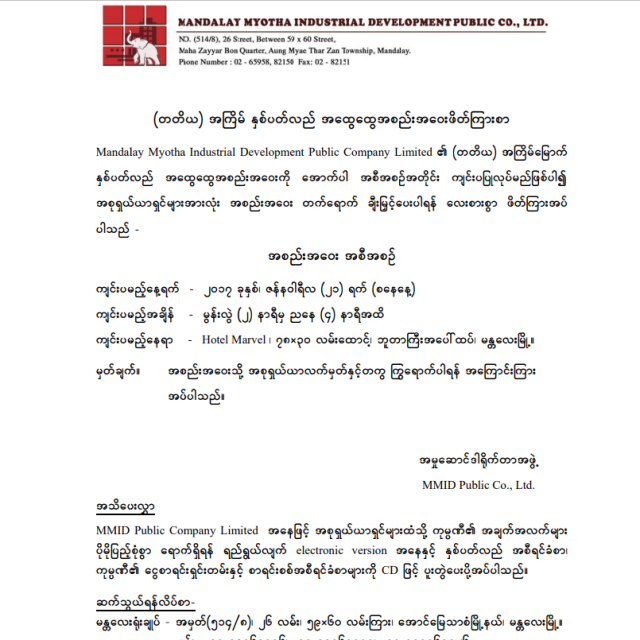 MANDALAY MYOTHA INDUSTRIAL DEVELOPMENT PUBLIC CO., LTD.
NO. (514/8), 26 Street, Between 59 x 60 Street,
Maha Zayyar Bon Quarter, Aung Myae Thar Zan Township, Mandalay.
Phone Number : 02 - 65958, 82150 Fax: 02 - 82151
(တတိယ) အကြိမ် နှစ်ပတ်လည် အထွေထွေအစည်းအဝေးဖိတ်ကြားစာ
Mandalay Myotha Industrial Development Public Company Limited ၏ (တတိယ) အကြိမ်မြောက်
နှစ်ပတ်လည် အထွေထွေအစည်းအဝေးကို အောက်ပါ အစီအစဉ်အတိုင်း ကျင်းပပြုလုပ်မည်ဖြစ်ပါ၍
အစုရှယ်ယာရှင်များအားလုံး အစည်းအဝေး တက်ရောက် ချီးမြှင့်ပေးပါရန် လေးစားစွာ ဖိတ်ကြားအပ်
ပါသည် -
အစည်းအဝေး အစီအစဉ်
ကျင်းပမည့်နေ့ရက် - ၂၀၁၇ ခုနှစ်၊ ဇန်နဝါရီလ (၂၁) ရက် (စနေနေ့)
ကျင်းပမည့်အချိန် - မွန်းလွဲ (၂) နာရီမှ ညနေ (၄) နာရီအထိ
ကျင်းပမည့်နေရာ - Hotel Marvel ၊ ၇၈x၃၀ လမ်းထောင့်၊ ဘူတာကြီးအပေါ်ထပ်၊ မန္တလေးမြို့။
မှတ်ချက်။ အစည်းအဝေးသို့ အစုရှယ်ယာလက်မှတ်နှင့်တကွ ကြွရောက်ပါရန် အကြောင်းကြား
အပ်ပါသည်။
အမှုဆောင်ဒါရိုက်တာအဖွဲ့
MMID Public Co., Ltd.
အသိပေးလွှာ
MMID Public Company Limited အနေဖြင့် အစုရှယ်ယာရှင်များထံသို့ ကုမ္ပဏီ၏ အချက်အလက်များ
ပိုမိုပြည့်စုံစွာ ရောက်ရှိရန် ရည်ရွယ်လျက် electronic version အနေနှင့် နှစ်ပတ်လည် အစီရင်ခံစာ၊
ကုမ္ပဏီ၏ ငွေစာရင်းရှင်းတမ်းနှင့် စာရင်းစစ်အစီရင်ခံစာများကို CD ဖြင့် ပူးတွဲပေးပို့အပ်ပါသည်။
ဆက်သွယ်ရန်လိပ်စာ-
မန္တလေးရုံးချုပ် - အမှတ်(၅၁၄/၈)၊ ၂၆ လမ်း၊ ၅၉x၆၀ လမ်းကြား၊ အောင်မြေသာစံမြို့နယ်၊ မန္တလေးမြို့။